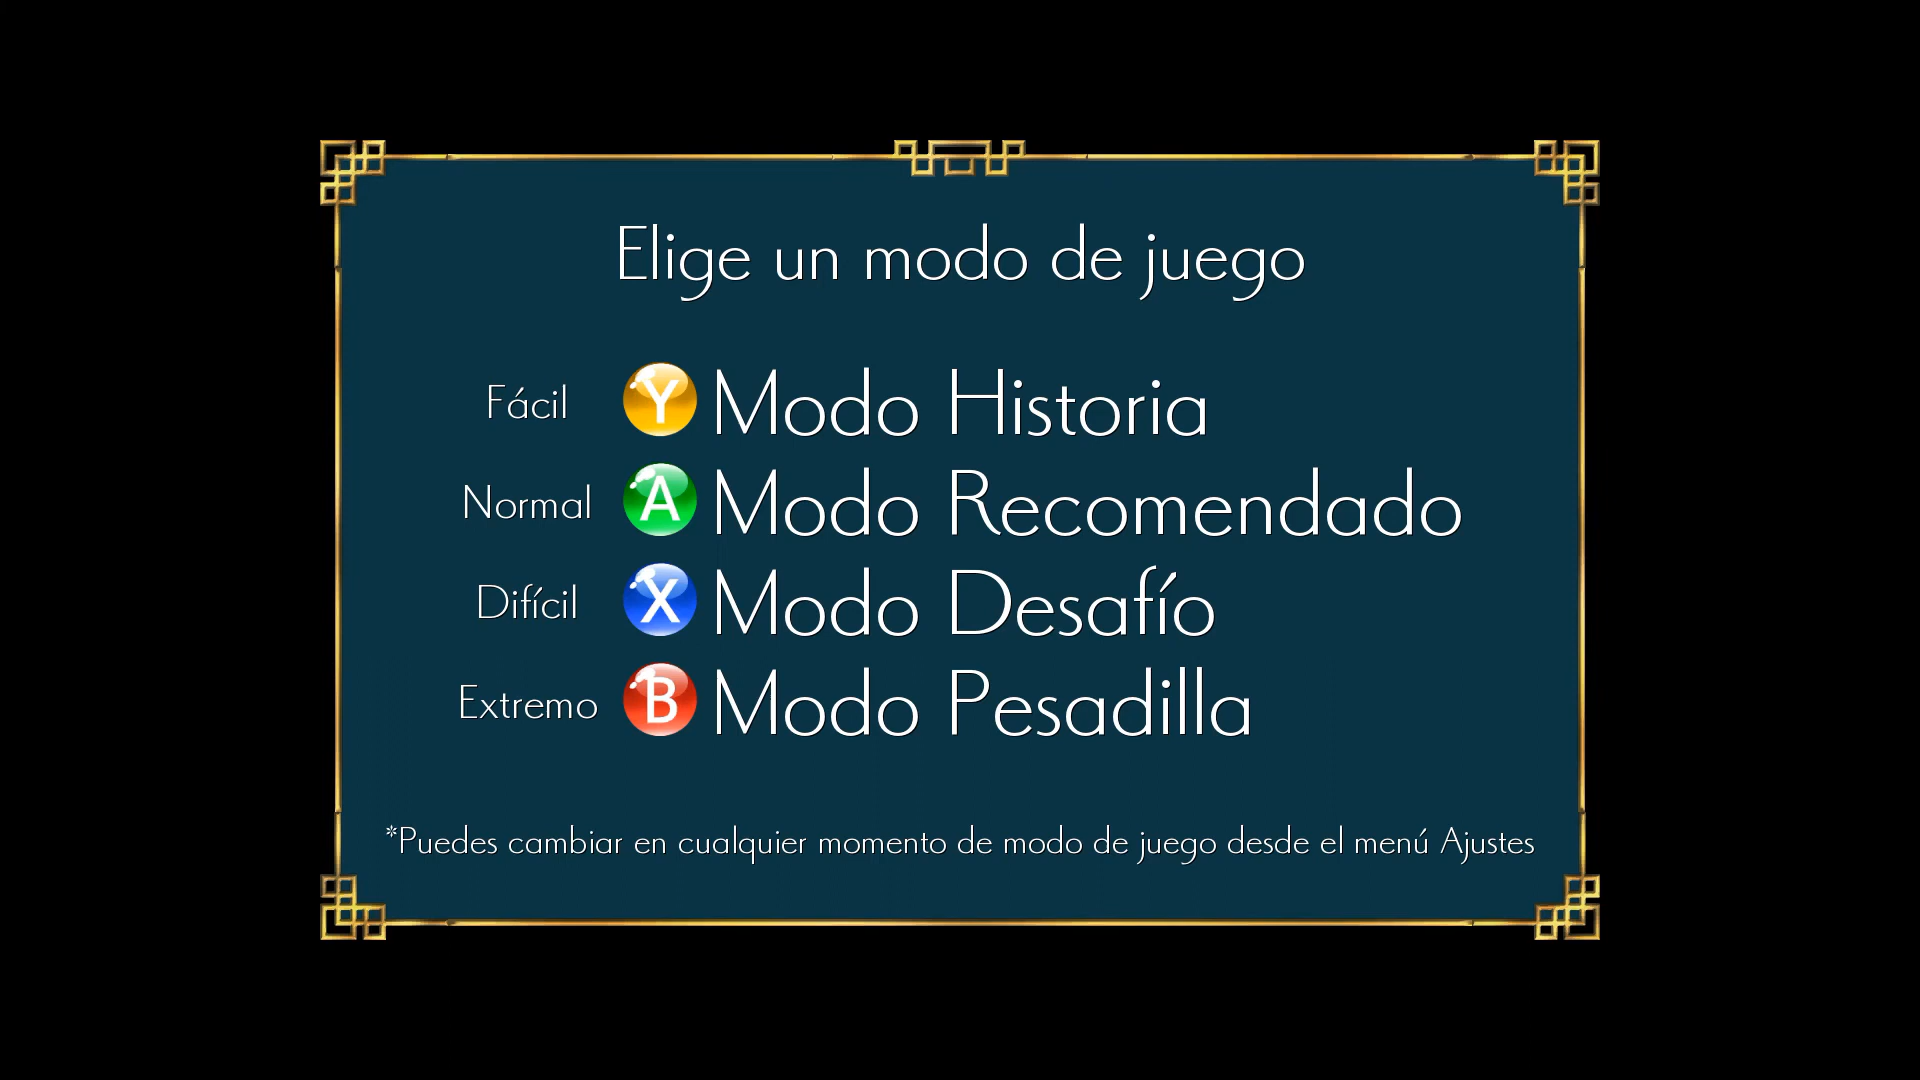 Elige un modo de juego
Fácil Y Modo Historia
Normal A Modo Recomendado
Difícil X Modo Desafío
Extremo B Modo Pesadilla
*Puedes cambiar en cualquier momento de modo de juego desde el menú Ajustes